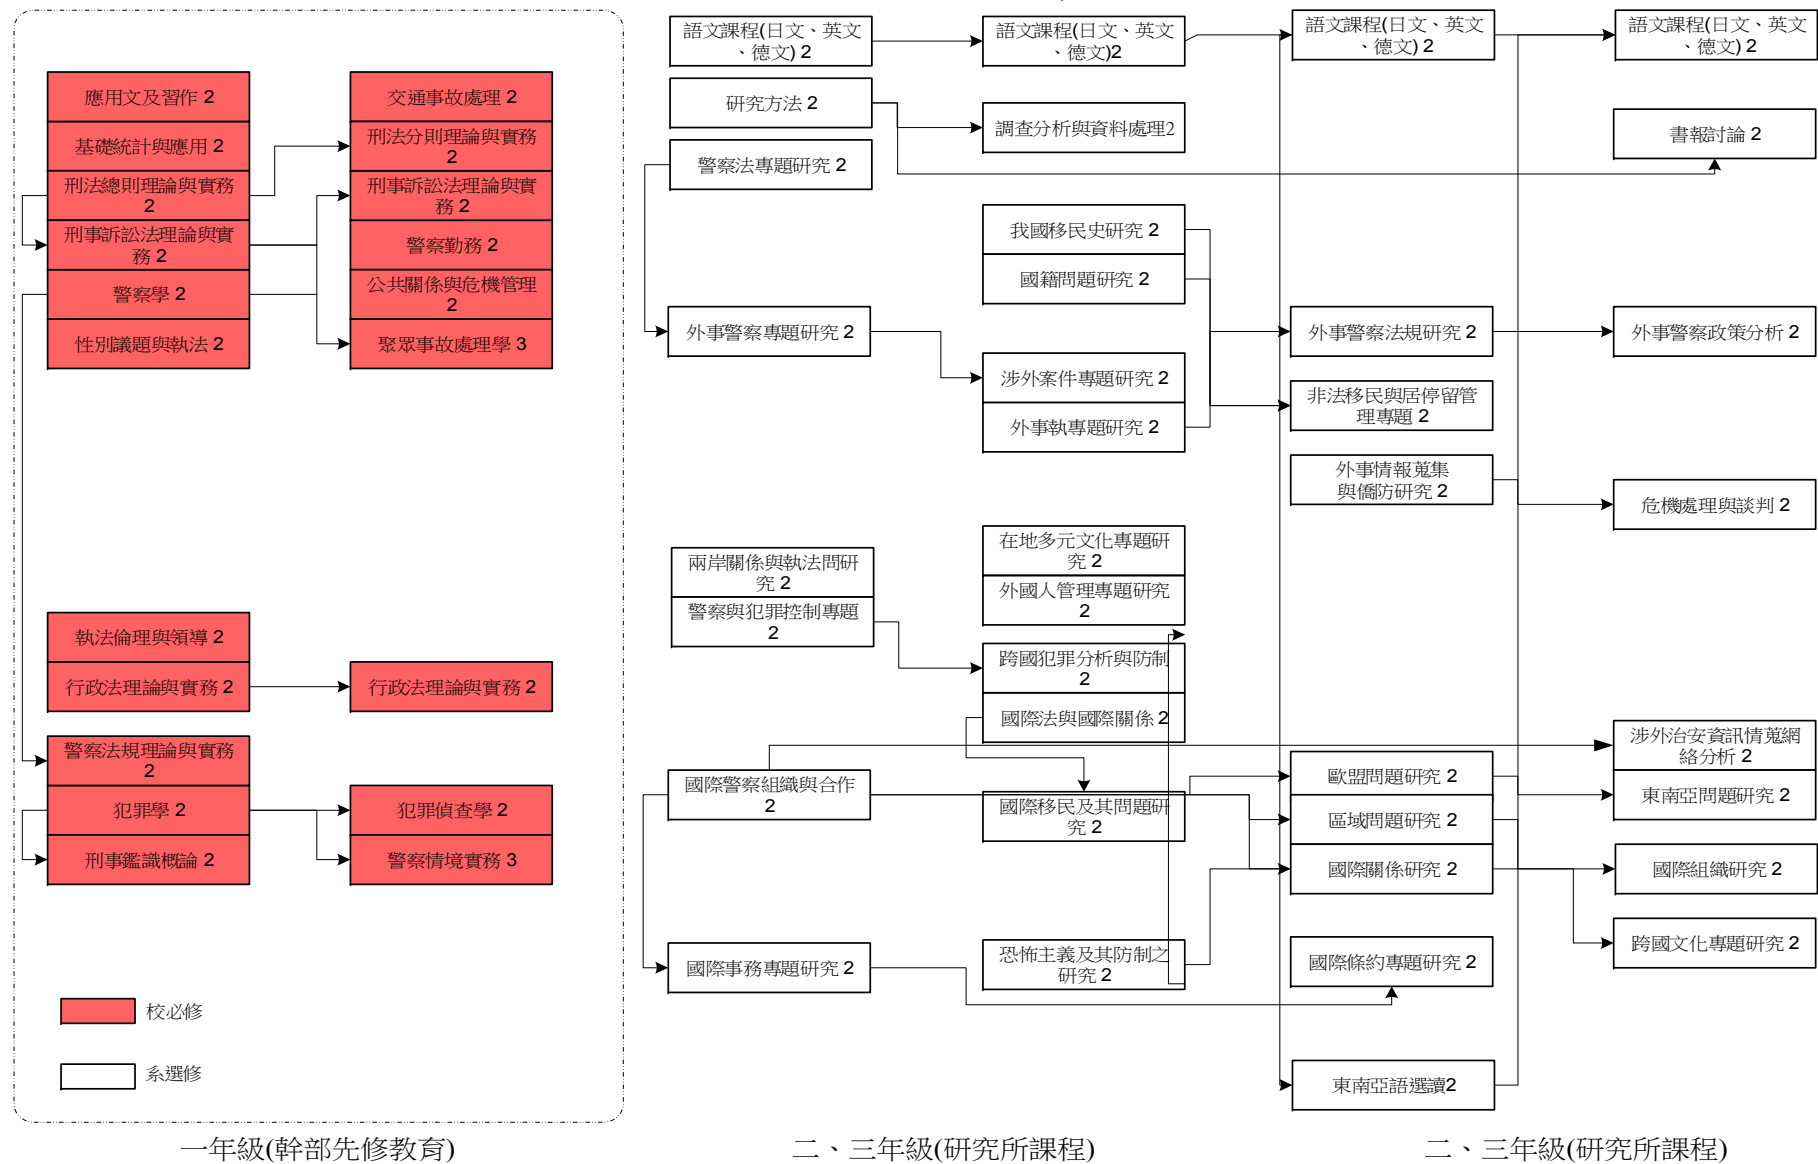 應用文及習作 2
基礎統計與應用 2
刑法總則理論與實務
2
刑事訴訟法理論與實
務 2
警察學 2
性別議題與執法 2
執法倫理與領導 2
行政法理論與實務 2
警察法規理論與實務
2
犯罪學 2
刑事鑑識概論 2
交通事故處理 2
刑法分則理論與實務
2
刑事訴訟法理論與實
務 2
警察勤務 2
公共關係與危機管理
2
聚眾事故處理學 3
行政法理論與實務 2
犯罪偵查學 2
警察情境實務 3
校必修
系選修
一年級(幹部先修教育)
語文課程(日文、英文
、德文) 2
研究方法 2
警察法專題研究 2
外事警察專題研究 2
兩岸關係與執法問研
究 2
警察與犯罪控制專題
2
國際警察組織與合作
2
國際事務專題研究 2
語文課程(日文、英文
、德文)2
調查分析與資料處理2
我國移民史研究 2
國籍問題研究 2
涉外案件專題研究 2
外事執專題研究 2
在地多元文化專題研
究 2
外國人管理專題研究
2
跨國犯罪分析與防制
2
國際法與國際關係 2
國際移民及其問題研
究 2
恐怖主義及其防制之
研究 2
二、三年級(研究所課程)
語文課程(日文、英文
、德文) 2
外事警察法規研究 2
非法移民與居停留管
理專題 2
外事情報蒐集
與僑防研究 2
歐盟問題研究 2
區域問題研究 2
國際關係研究 2
國際條約專題研究 2
東南亞語選讀2
語文課程(日文、英文
、德文) 2
書報討論 2
外事警察政策分析 2
危機處理與談判 2
涉外治安資訊情蒐網
絡分析 2
東南亞問題研究 2
國際組織研究 2
跨國文化專題研究 2
二、三年級(研究所課程)